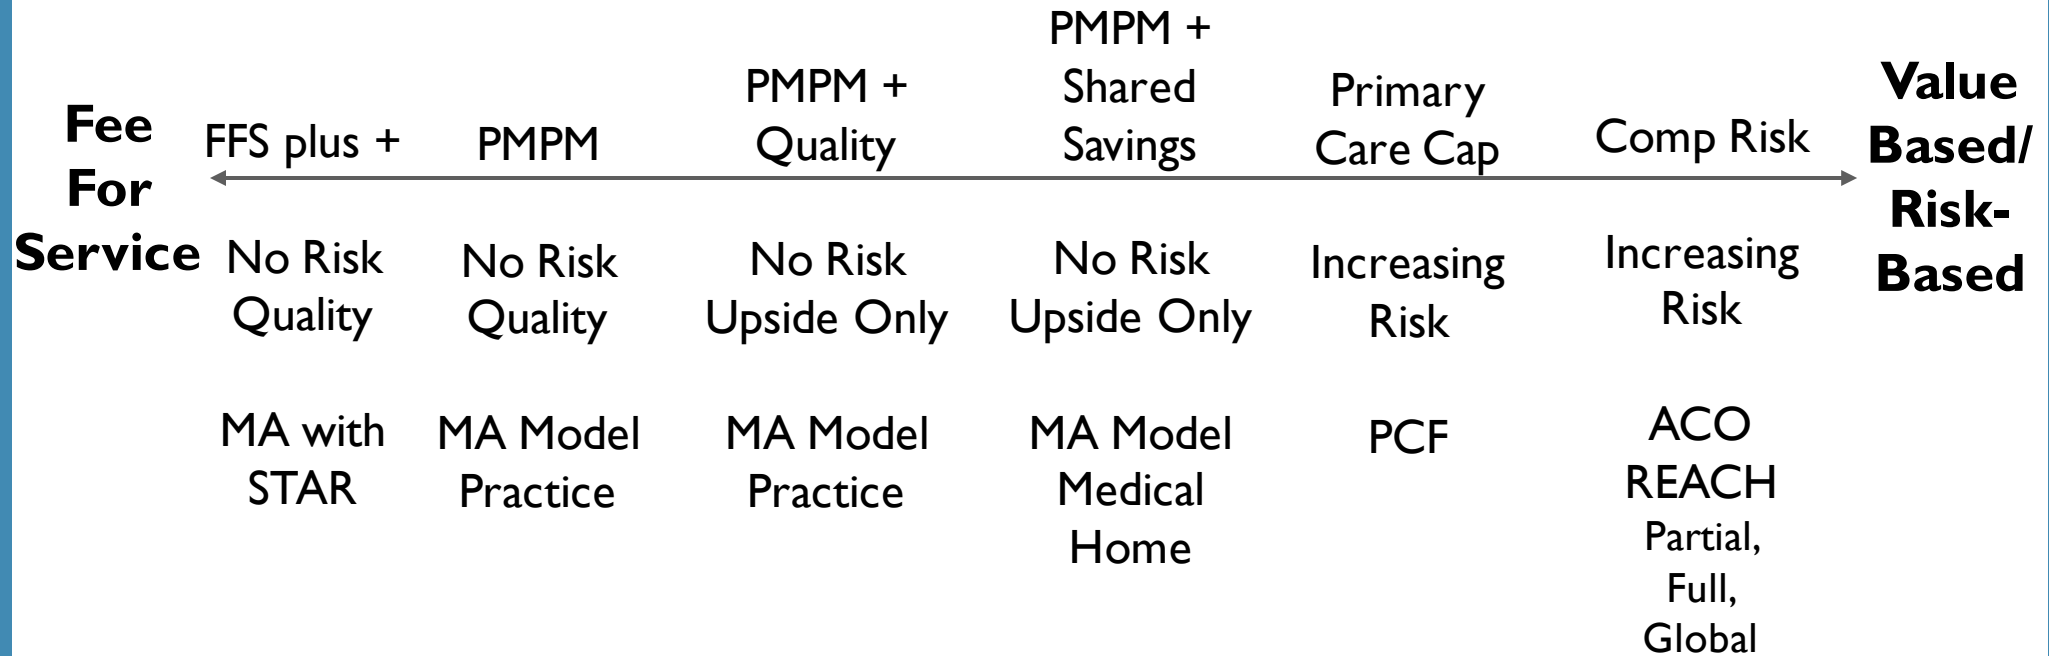 Fee
For
Service
FFS plus +
PMPM
PMPM +
Quality
PMPM +
Shared
Savings
Primary
Care Cap
Comp Risk
Value
Based/
Risk-
Based
No Risk
Quality
No Risk
Quality
No Risk
Upside Only
No Risk
Upside Only
Increasing
Risk
Increasing
Risk
MA with
STAR
MA Model
Practice
MA Model
Practice
MA Model
Medical
Home
PCF
ACO
REACH
Partial,
Full,
Global